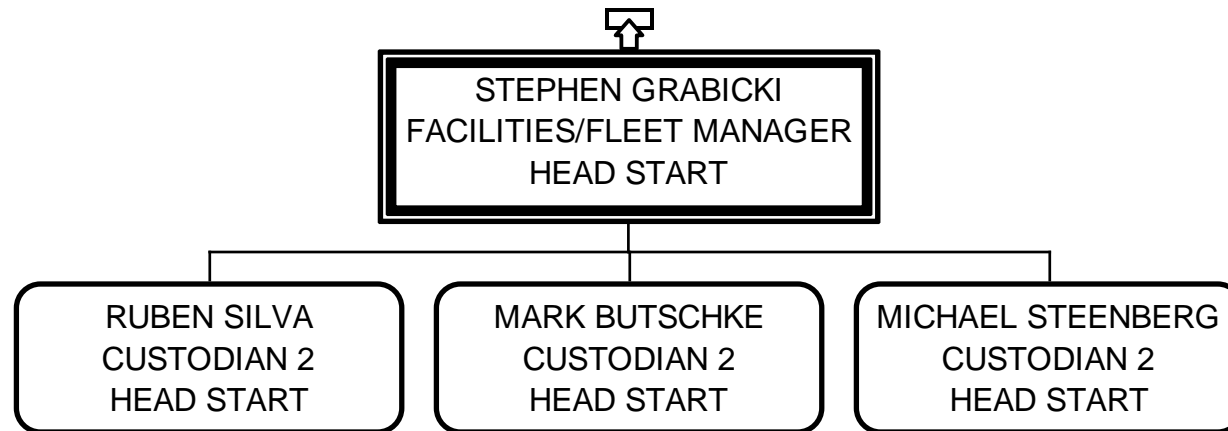 STEPHEN GRABICKI
FACILITIES/FLEET MANAGER
HEAD START
RUBEN SILVA
CUSTODIAN 2
HEAD START
MARK BUTSCHKE
CUSTODIAN 2
HEAD START
MICHAEL STEENBERG
CUSTODIAN 2
HEAD START